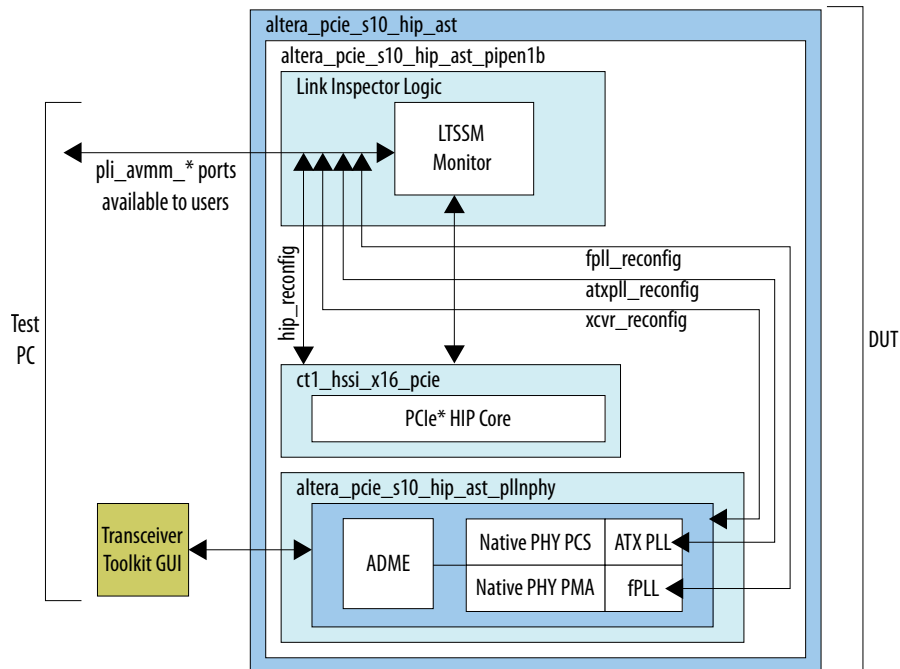 altera_pcie_s10_hip_ast
altera_pcie_s10_hip_ast_pipen1b
Link Inspector Logic
LTSSM
Monitor
pli_avmm_* ports
available to users
hip_reconfig
fpll_reconfig
atxpll_reconfig
xcvr_reconfig
Test
PC
DUT
ct1_hssi_x16_pcie
PCIe* HIP Core
altera_pcie_s10_hip_ast_pllnphy
Transceiver
Toolkit GUI
ADME
Native PHY PCS
ATX PLL
Native PHY PMA
fPLL